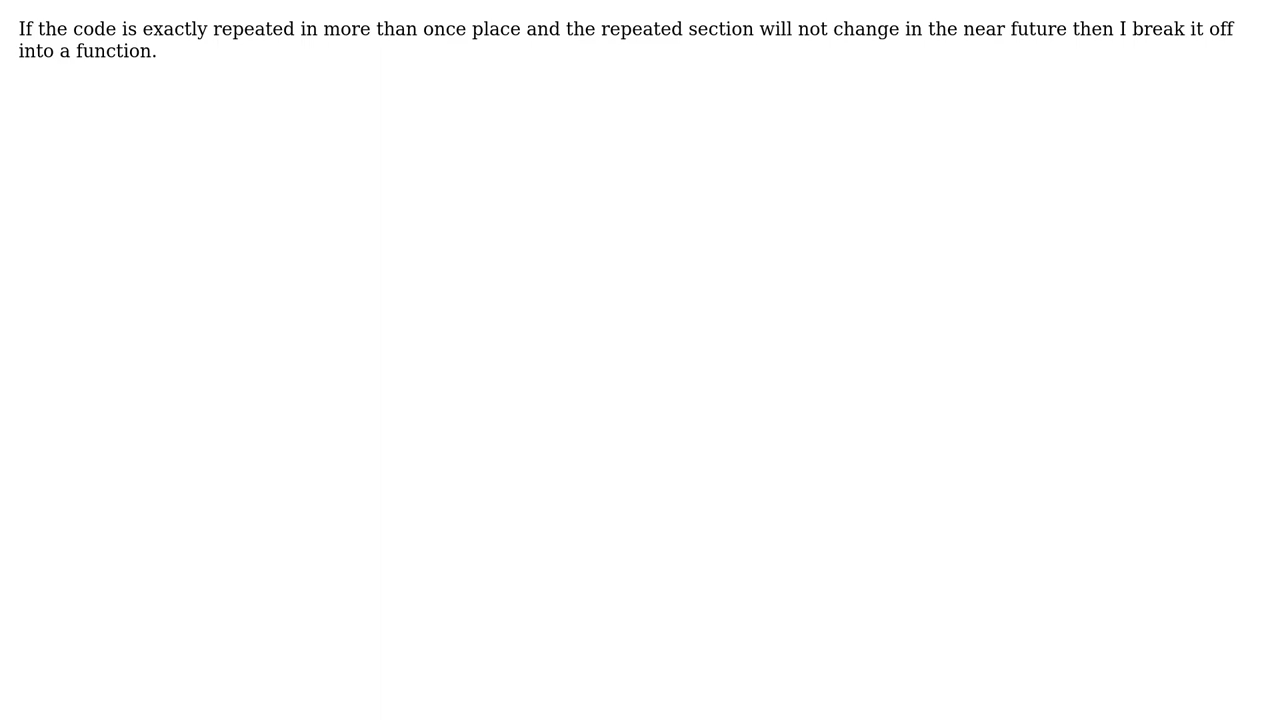 If the code is exactly repeated in more than once place and the repeated section will not change in the near future then I break it off
into a function.